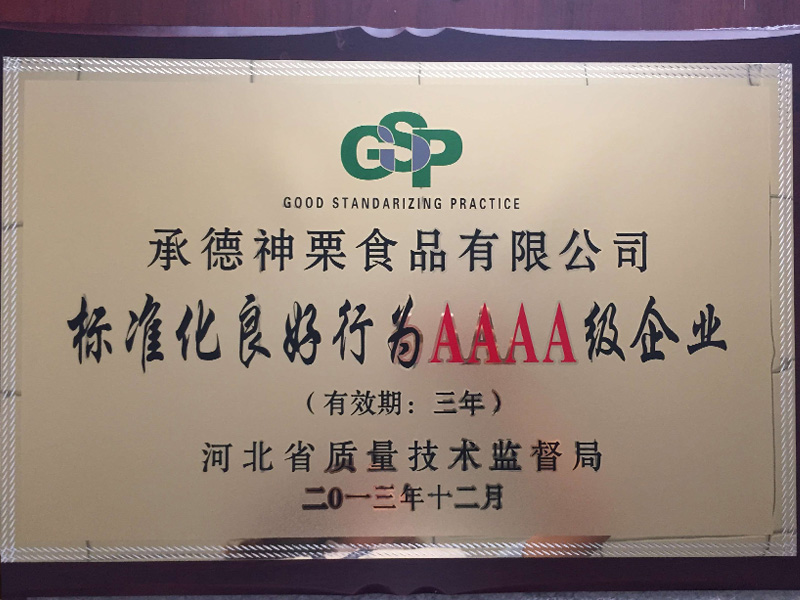 GSP
GOOD STANDARIZING PRACTICE
承德神栗食品有限公司
标准化良好行为AAAA级企业
（有效期：三年）
河北省质量技术监督局
二0一三年十二月